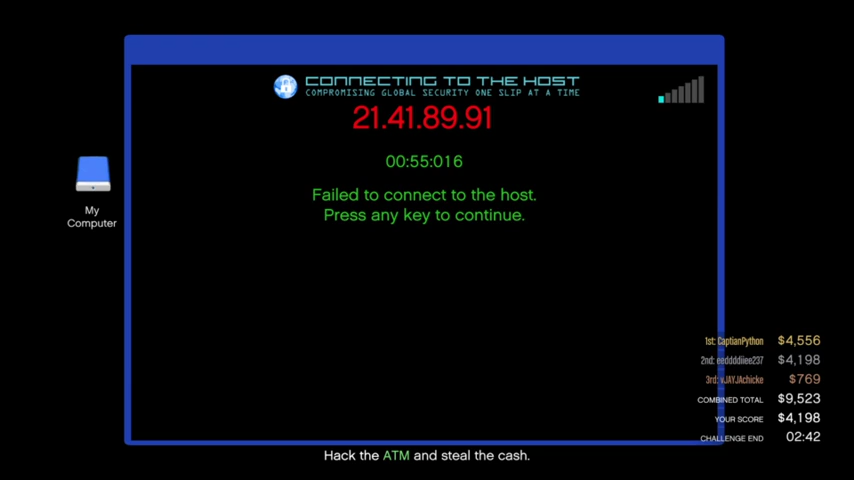 CONNECTING TO THE HOST
COMPROMISING GLOBAL SECURITY ONE SLIP AT A TIME
21.41.89.91
00:55:016
Failed to connect to the host.
Press any key to continue.
My
Computer
1st: CaptianPython $4,556
2nd: eeddddiiee237 $4,198
3rd: vJAYJAchicke $769
COMBINED TOTAL $9,523
YOUR SCORE $4,198
CHALLENGE END 02:42
Hack the ATM and steal the cash.